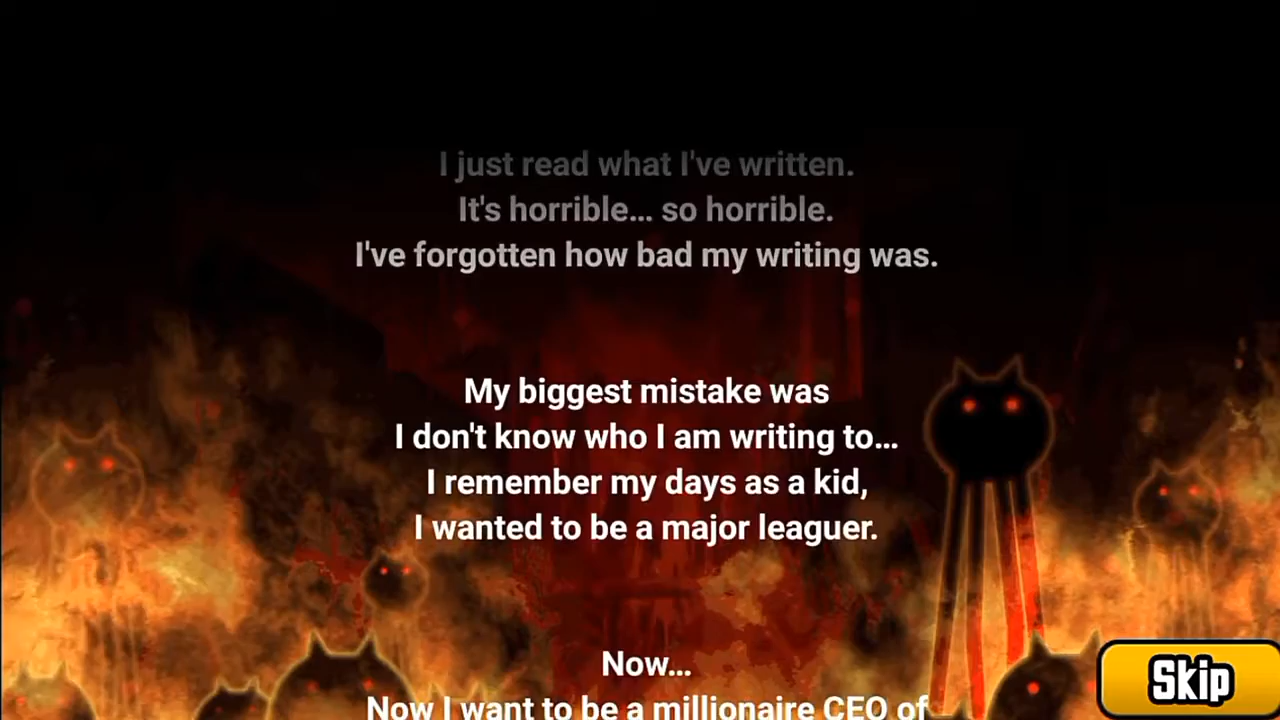 I just read what I've written.
It's horrible... so horrible.
I've forgotten how bad my writing was.
My biggest mistake was
I don't know who I am writing to...
I remember my days as a kid,
I wanted to be a major leaguer.
Now...
Now I want to be a millionaire CEO of
Skip